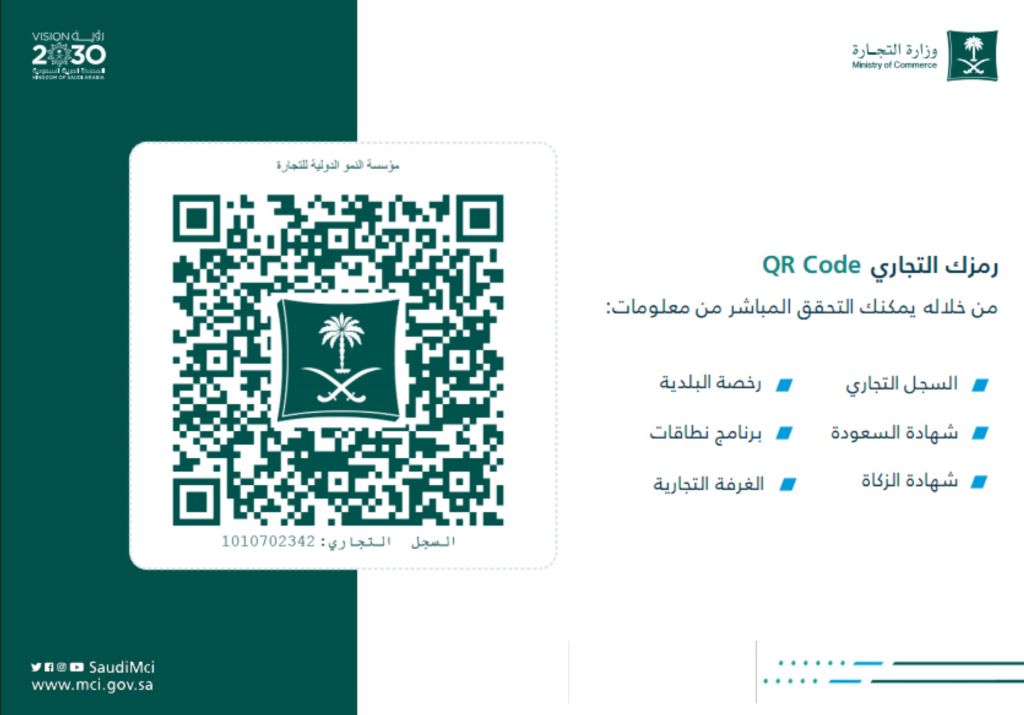 VISION رؤيــة
2030
المملكة العربية السعودية
KINGDOM OF SAUDI ARABIA
وزارة التجـارة
Ministry of Commerce
مؤسسة النمو الدولية للتجارة
السجل التجاري: 1010702342
رمزك التجاري QR Code
من خلاله يمكنك التحقق المباشر من معلومات:
السجل التجاري
رخصة البلدية
شهادة السعودة
برنامج نطاقات
شهادة الزكاة
الغرفة التجارية
SaudiMci
www.mci.gov.sa